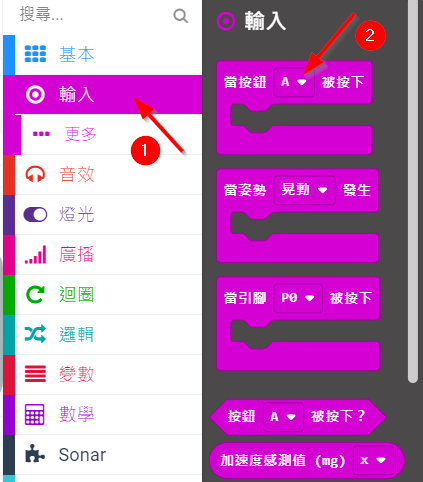 搜尋...
基本
輸入
更多
音效
燈光
廣播
迴圈
邏輯
變數
數學
Sonar
1
輸入
2
當按鈕 A 被按下
當姿勢 晃動 發生
當引腳 P0 被按下
按鈕 A 被按下？
加速度感測值 (mg) x